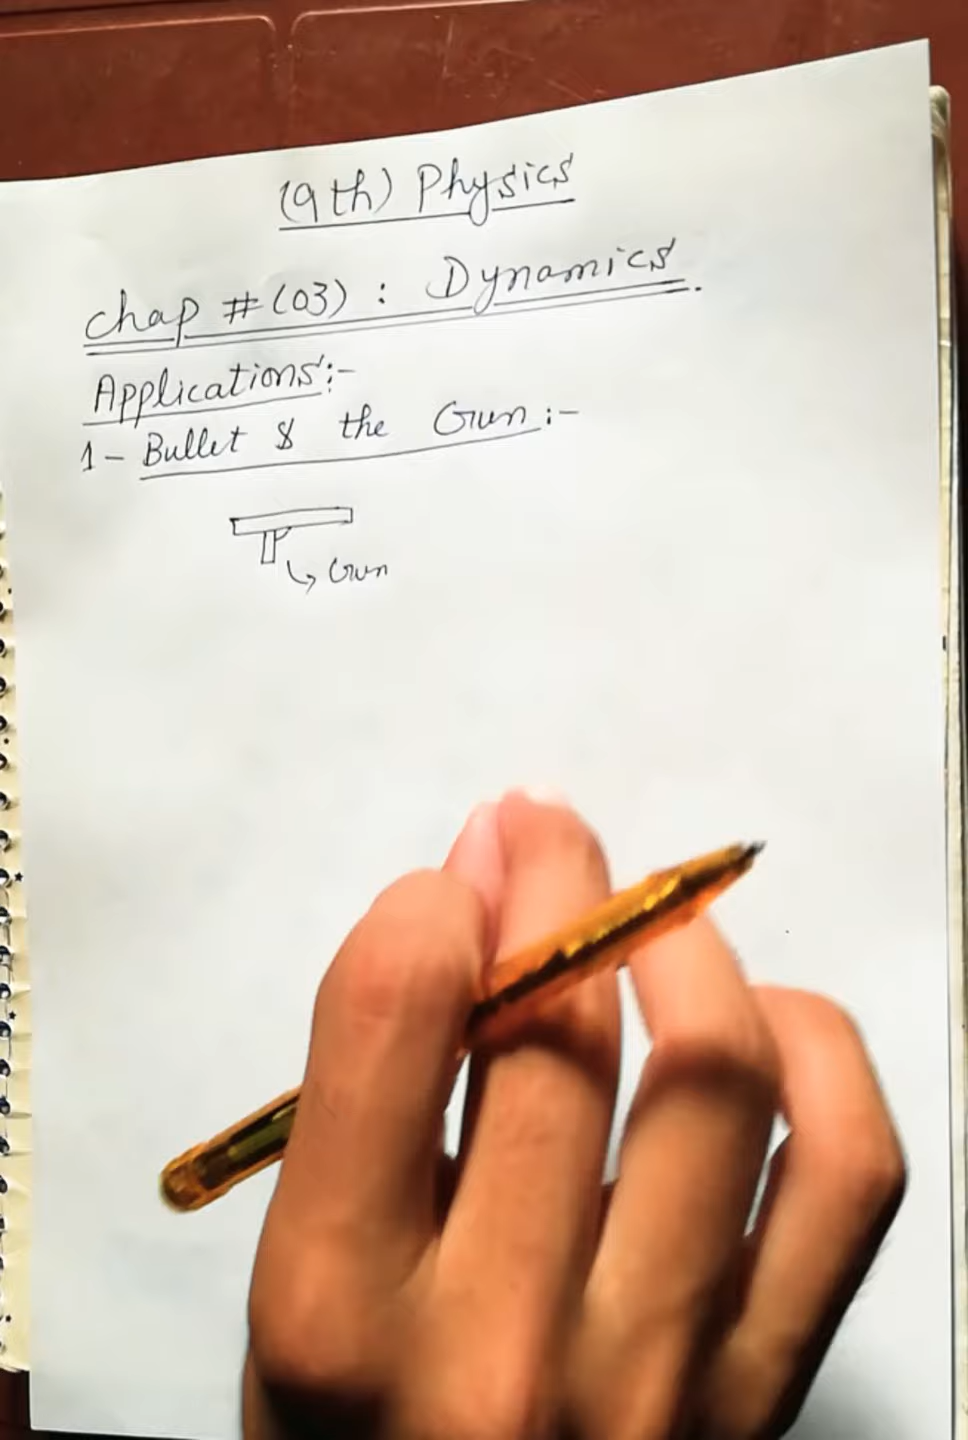 (9th) Physics
chap # (03) : Dynamics.
Applications:-
1- Bullet & the Gun:-
Gun